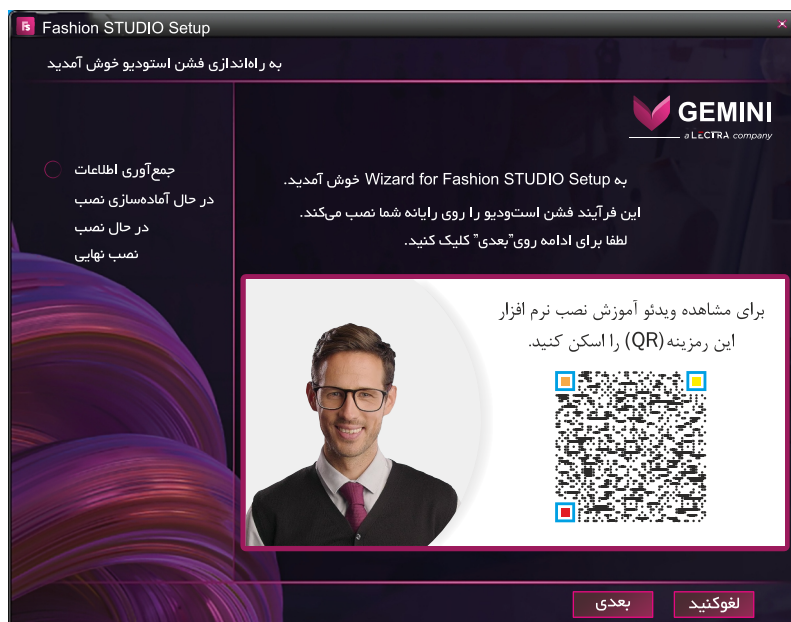 Fashion STUDIO Setup
به راه‌اندازی فشن استودیو خوش آمدید
GEMINI
a LECTRA company
جمع‌آوری اطلاعات
در حال آماده‌سازی نصب
در حال نصب
نصب نهایی
به Wizard for Fashion STUDIO Setup خوش آمدید.
این فرآیند فشن است‌ودیو را روی رایانه شما نصب می‌کند.
لطفا برای ادامه روی"بعدی" کلیک کنید.
برای مشاهده ویدئو آموزش نصب نرم افزار
این رمزینه(QR) را اسکن کنید.
بعدی
لغوکنید